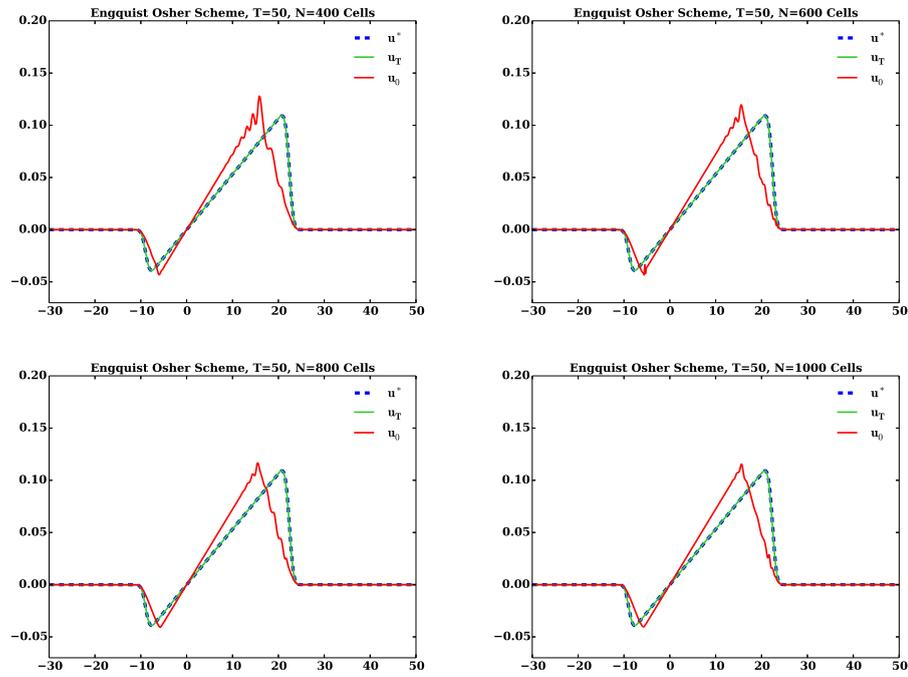 Engquist Osher Scheme, T=50, N=400 Cells
0.20
0.15
0.10
0.05
0.00
−0.05
−30 −20 −10 0 10 20 30 40 50
u*
u_T
u_0
Engquist Osher Scheme, T=50, N=600 Cells
0.20
0.15
0.10
0.05
0.00
−0.05
−30 −20 −10 0 10 20 30 40 50
u*
u_T
u_0
Engquist Osher Scheme, T=50, N=800 Cells
0.20
0.15
0.10
0.05
0.00
−0.05
−30 −20 −10 0 10 20 30 40 50
u*
u_T
u_0
Engquist Osher Scheme, T=50, N=1000 Cells
0.20
0.15
0.10
0.05
0.00
−0.05
−30 −20 −10 0 10 20 30 40 50
u*
u_T
u_0